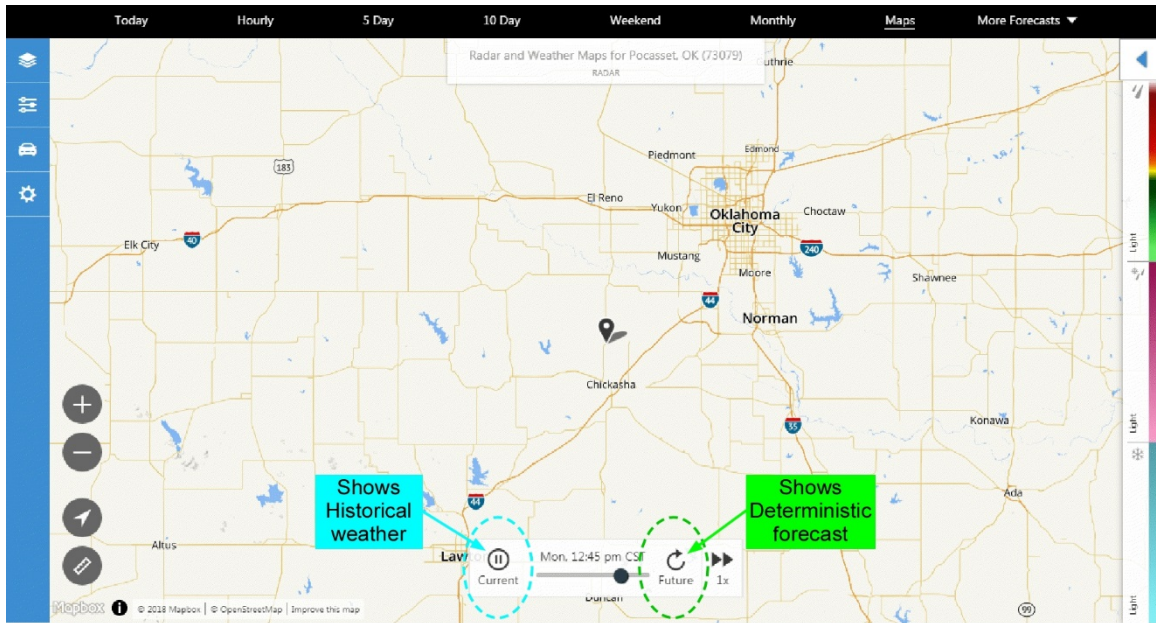 Today Hourly 5 Day 10 Day Weekend Monthly Maps More Forecasts
Radar and Weather Maps for Pocasset, OK (73079)
RADAR
Guthrie
Piedmont
Edmond
183
El Reno
Yukon
Oklahoma
City
Choctaw
Elk City
40
240
Mustang
Moore
Shawnee
44
Norman
Chickasha
35
Konawa
44
Ada
Altus
Shows
Historical
weather
Shows
Deterministic
forecast
Mon, 12:45 pm CST
Current
Future
1x
Duncan
99
Light
Light
Light
mapbox
© 2018 Mapbox | © OpenStreetMap | Improve this map